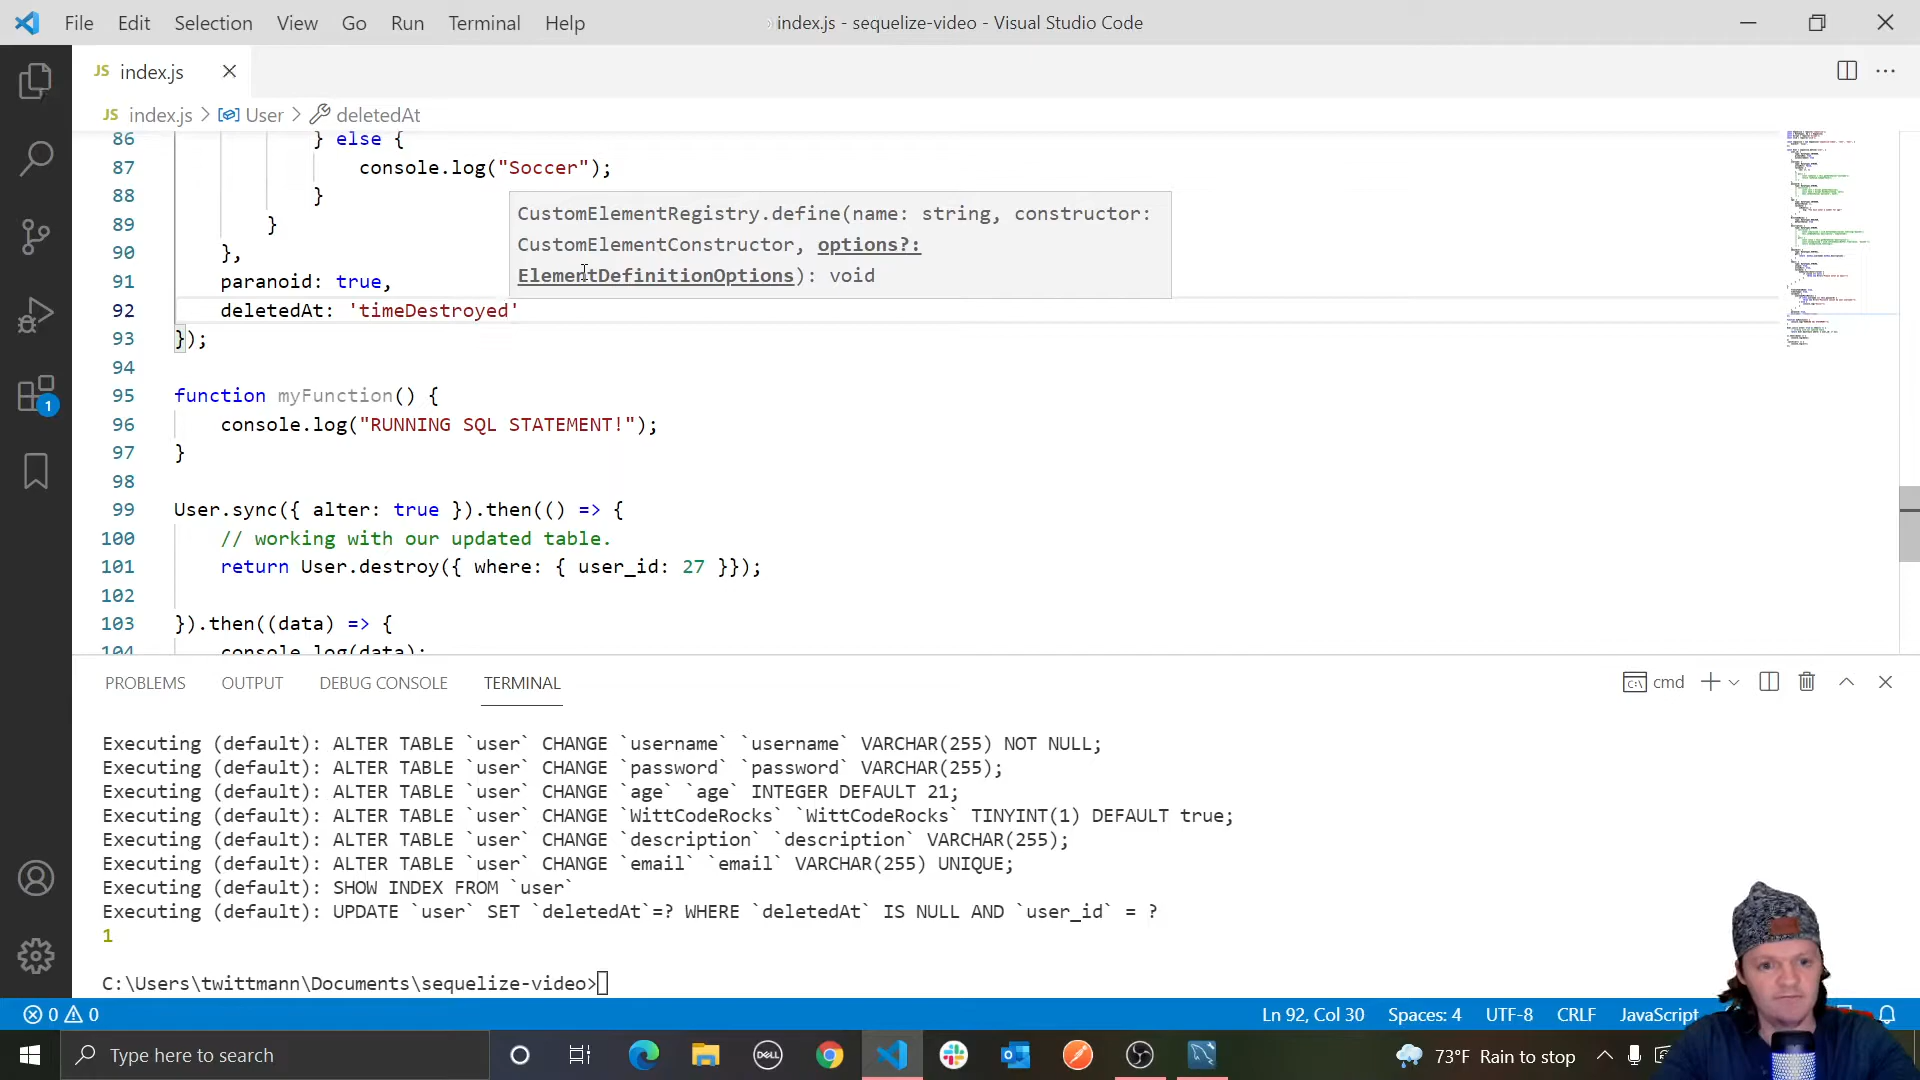 File Edit Selection View Go Run Terminal Help
index.js - sequelize-video - Visual Studio Code
JS index.js
JS index.js > User > deletedAt
86 } else {
87 console.log("Soccer");
88 }
89 }
90 },
91 paranoid: true,
92 deletedAt: 'timeDestroyed'
93 });
94
95 function myFunction() {
96 console.log("RUNNING SQL STATEMENT!");
97 }
98
99 User.sync({ alter: true }).then(() => {
100 // working with our updated table.
101 return User.destroy({ where: { user_id: 27 }});
102
103 }).then((data) => {
104 console.log(data);
CustomElementRegistry.define(name: string, constructor:
CustomElementConstructor, options?:
ElementDefinitionOptions): void
1
PROBLEMS OUTPUT DEBUG CONSOLE TERMINAL
cmd
Executing (default): ALTER TABLE `user` CHANGE `username` `username` VARCHAR(255) NOT NULL;
Executing (default): ALTER TABLE `user` CHANGE `password` `password` VARCHAR(255);
Executing (default): ALTER TABLE `user` CHANGE `age` `age` INTEGER DEFAULT 21;
Executing (default): ALTER TABLE `user` CHANGE `WittCodeRocks` `WittCodeRocks` TINYINT(1) DEFAULT true;
Executing (default): ALTER TABLE `user` CHANGE `description` `description` VARCHAR(255);
Executing (default): ALTER TABLE `user` CHANGE `email` `email` VARCHAR(255) UNIQUE;
Executing (default): SHOW INDEX FROM `user`
Executing (default): UPDATE `user` SET `deletedAt`=? WHERE `deletedAt` IS NULL AND `user_id` = ?
1
C:\Users\twittmann\Documents\sequelize-video>
0 0
Ln 92, Col 30 Spaces: 4 UTF-8 CRLF JavaScript
Type here to search
DELL
73°F Rain to stop